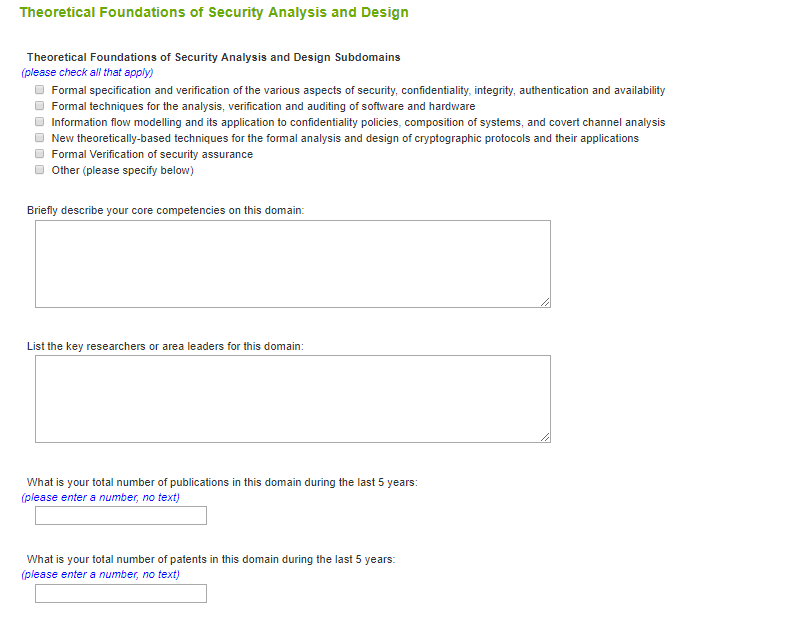 Theoretical Foundations of Security Analysis and Design
Theoretical Foundations of Security Analysis and Design Subdomains
(please check all that apply)
Formal specification and verification of the various aspects of security, confidentiality, integrity, authentication and availability
Formal techniques for the analysis, verification and auditing of software and hardware
Information flow modelling and its application to confidentiality policies, composition of systems, and covert channel analysis
New theoretically-based techniques for the formal analysis and design of cryptographic protocols and their applications
Formal Verification of security assurance
Other (please specify below)
Briefly describe your core competencies on this domain:
List the key researchers or area leaders for this domain:
What is your total number of publications in this domain during the last 5 years:
(please enter a number, no text)
What is your total number of patents in this domain during the last 5 years:
(please enter a number, no text)